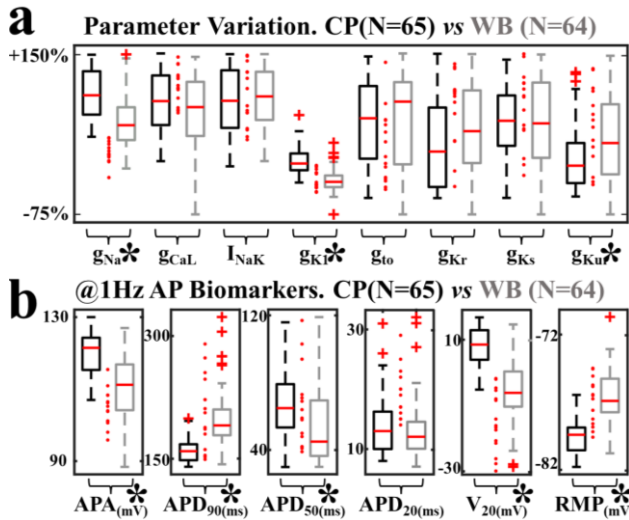 a Parameter Variation. CP(N=65) vs WB (N=64)
+150%
-75%
gNa* gCaL INaK gK1* gto gKr gKs gKur*
b @1Hz AP Biomarkers. CP(N=65) vs WB (N=64)
130 300 120 30 10 -72
110
90 150 40 10 -30 -82
APA(mV)* APD90(ms)* APD50(ms)* APD20(ms) V20(mV)* RMP(mV)*